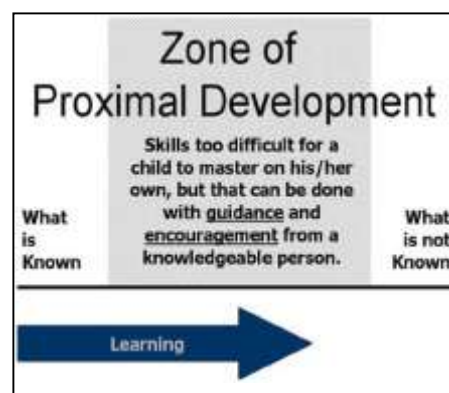 Zone of
Proximal Development
Skills too difficult for a
child to master on his/her
own, but that can be done
with guidance and
encouragement from a
knowledgeable person.
What
is
Known
What
is not
Known
Learning